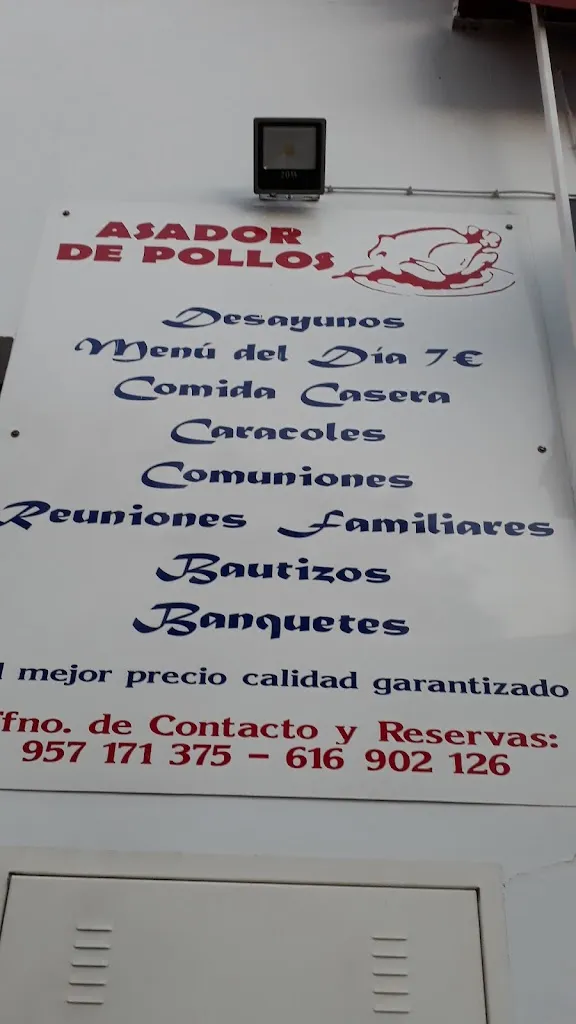 ASADOR
DE POLLOS
Desayunos
Menú del Día 7€
Comida Casera
Caracoles
Comuniones
Reuniones Familiares
Bautizos
Banquetes
l mejor precio calidad garantizado
ffno. de Contacto y Reservas:
957 171 375 - 616 902 126